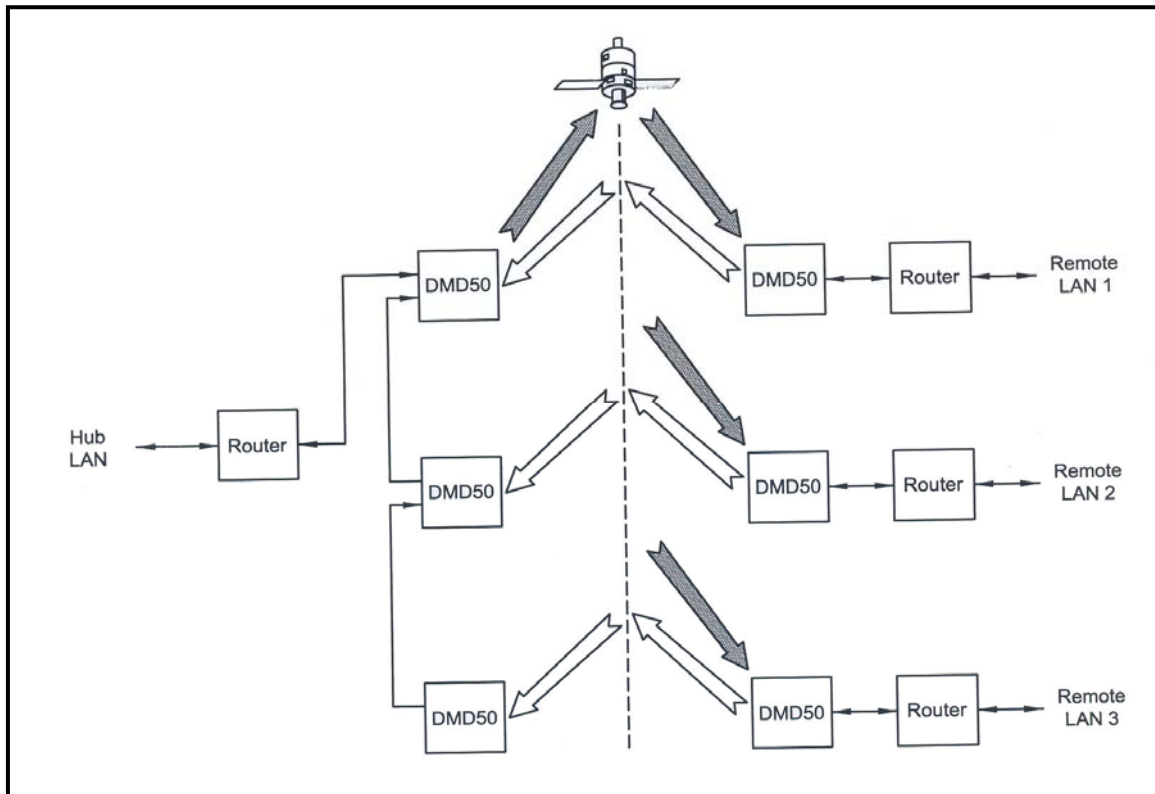 DMD50
DMD50
Router
Remote
LAN 1
Hub
LAN
Router
DMD50
DMD50
Router
Remote
LAN 2
DMD50
DMD50
Router
Remote
LAN 3